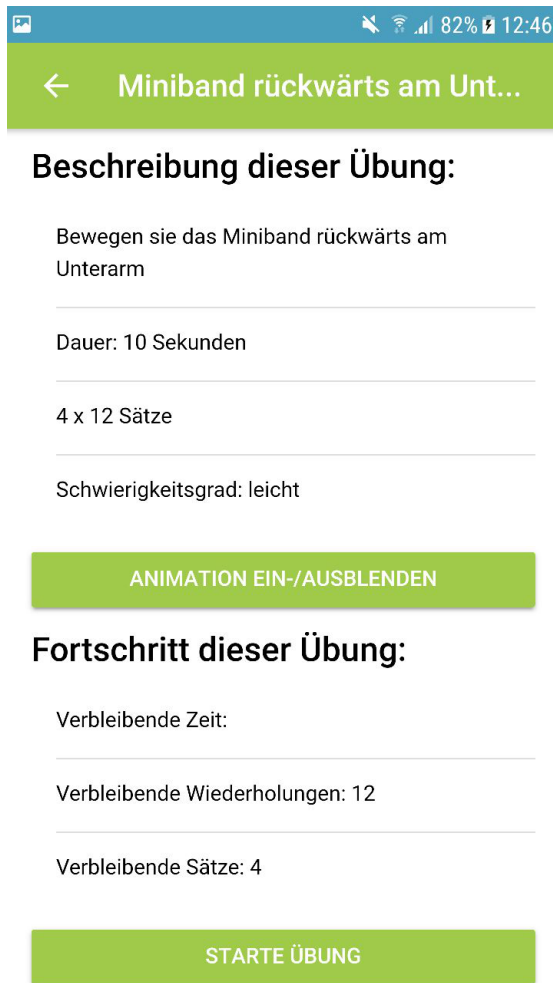 82% 12:46
Miniband rückwärts am Unt...
Beschreibung dieser Übung:
Bewegen sie das Miniband rückwärts am
Unterarm
Dauer: 10 Sekunden
4 x 12 Sätze
Schwierigkeitsgrad: leicht
ANIMATION EIN-/AUSBLENDEN
Fortschritt dieser Übung:
Verbleibende Zeit:
Verbleibende Wiederholungen: 12
Verbleibende Sätze: 4
STARTE ÜBUNG